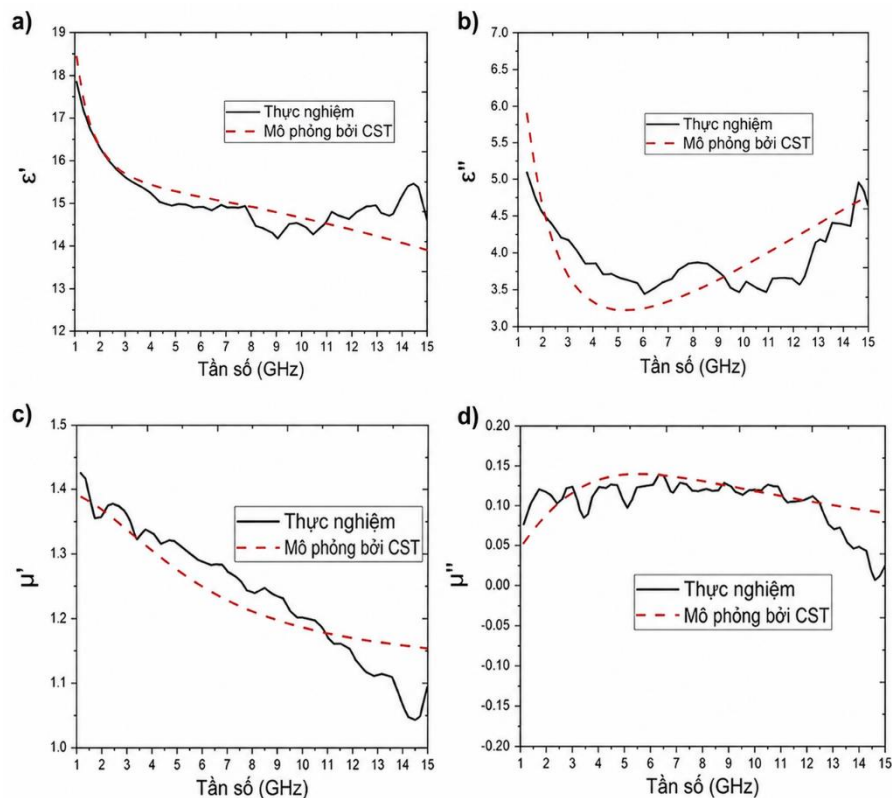 a)
19
18
17
16
15
14
13
12
ε'
Thực nghiệm
Mô phỏng bởi CST
1 2 3 4 5 6 7 8 9 10 11 12 13 14 15
Tần số (GHz)
b)
7.0
6.5
6.0
5.5
5.0
4.5
4.0
3.5
3.0
ε''
Thực nghiệm
Mô phỏng bởi CST
1 2 3 4 5 6 7 8 9 10 11 12 13 14 15
Tần số (GHz)
c)
1.5
1.4
1.3
1.2
1.1
1.0
μ'
Thực nghiệm
Mô phỏng bởi CST
1 2 3 4 5 6 7 8 9 10 11 12 13 14 15
Tần số (GHz)
d)
0.20
0.15
0.10
0.05
0.00
-0.05
-0.10
-0.15
-0.20
μ''
Thực nghiệm
Mô phỏng bởi CST
1 2 3 4 5 6 7 8 9 10 11 12 13 14 15
Tần số (GHz)